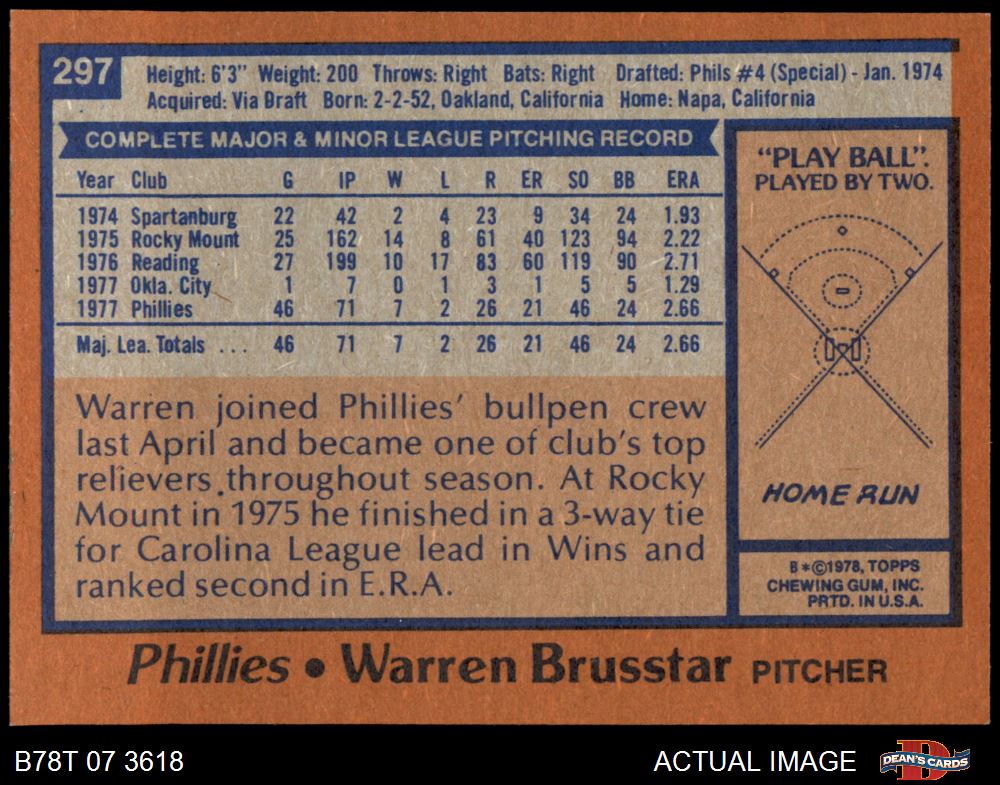 297
Height: 6'3" Weight: 200 Throws: Right Bats: Right Drafted: Phils #4 (Special) - Jan. 1974
Acquired: Via Draft Born: 2-2-52, Oakland, California Home: Napa, California
COMPLETE MAJOR & MINOR LEAGUE PITCHING RECORD
Year Club G IP W L R ER SO BB ERA
1974 Spartanburg 22 42 2 4 23 9 34 24 1.93
1975 Rocky Mount 25 162 14 8 61 40 123 94 2.22
1976 Reading 27 199 10 17 83 60 119 90 2.71
1977 Okla. City 1 7 0 1 3 1 5 5 1.29
1977 Phillies 46 71 7 2 26 21 46 24 2.66
Maj. Lea. Totals ... 46 71 7 2 26 21 46 24 2.66
Warren joined Phillies' bullpen crew
last April and became one of club's top
relievers throughout season. At Rocky
Mount in 1975 he finished in a 3-way tie
for Carolina League lead in Wins and
ranked second in E.R.A.
"PLAY BALL".
PLAYED BY TWO.
HOME RUN
B*©1978, TOPPS
CHEWING GUM, INC.
PRTD. IN U.S.A.
Phillies • Warren Brusstar PITCHER
B78T 07 3618
ACTUAL IMAGE
D
DEAN'S CARDS